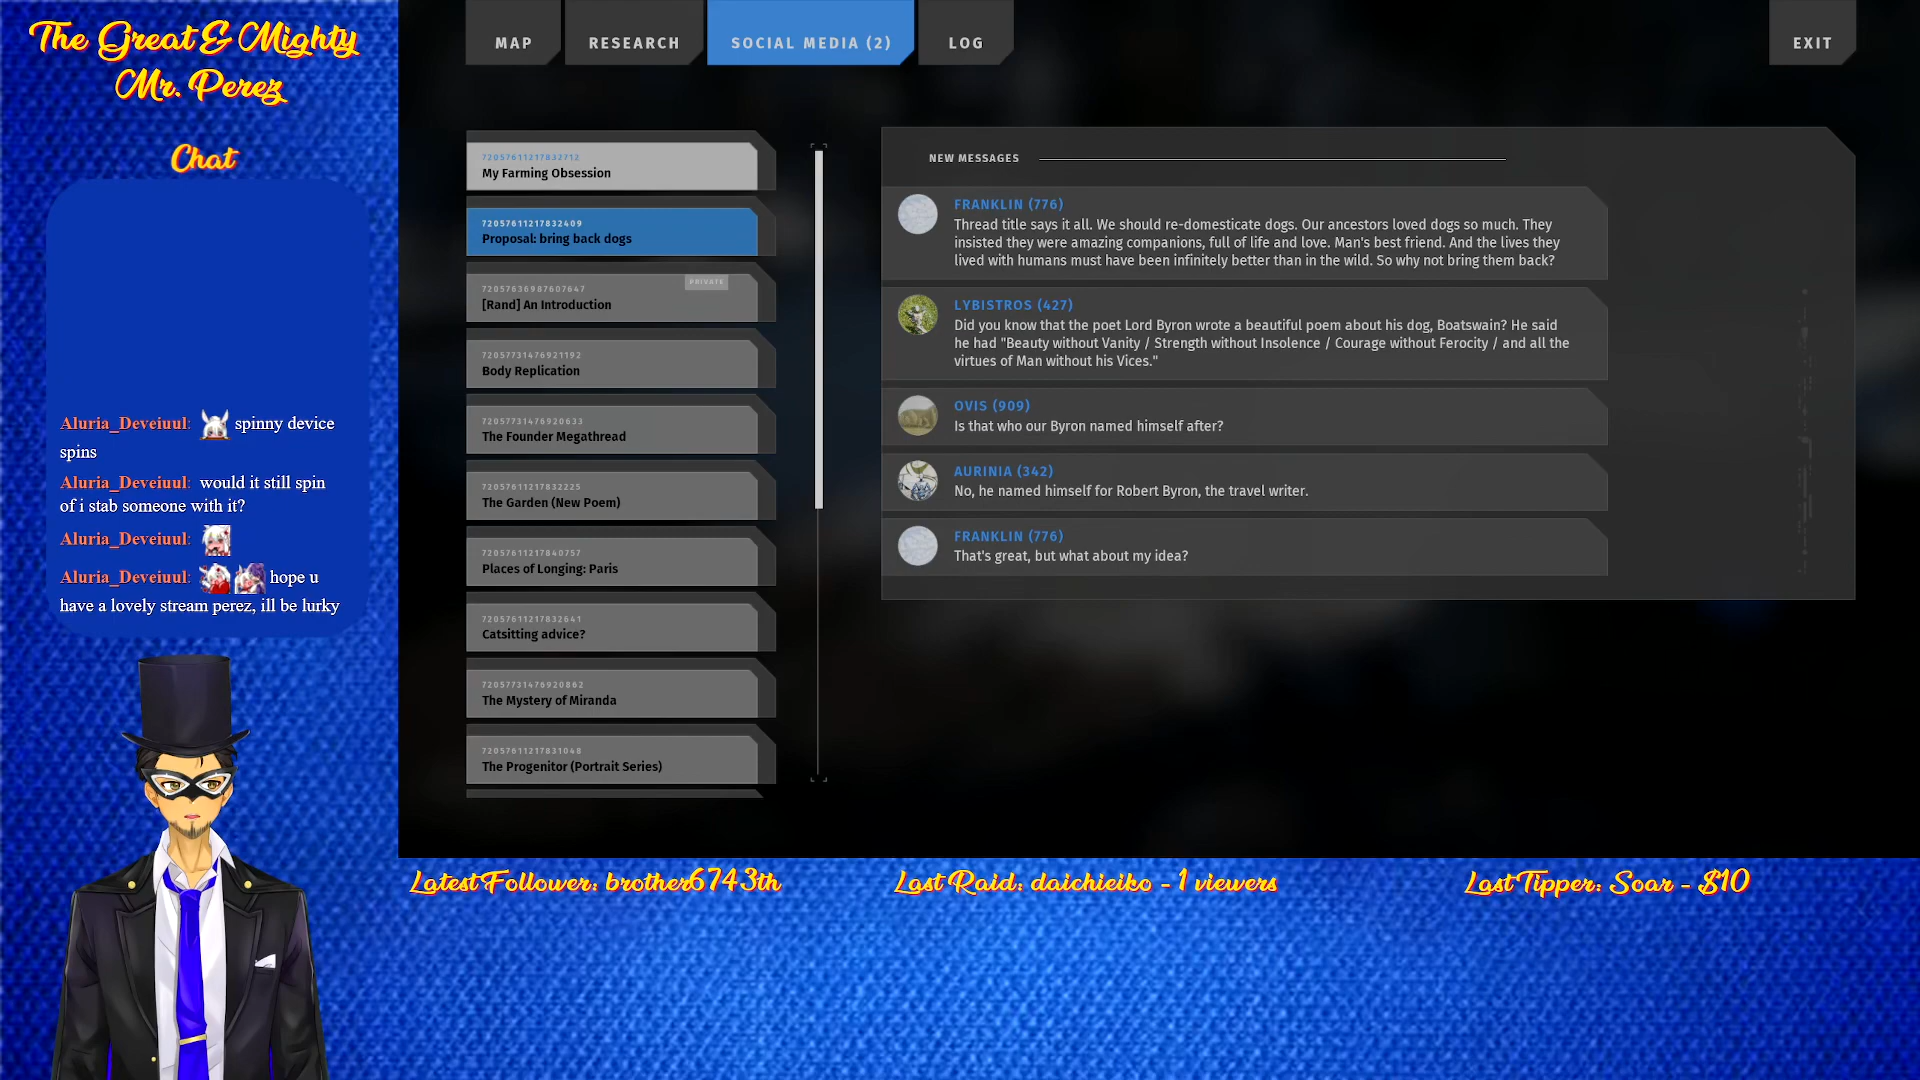 The Great & Mighty
Mr. Perez
Chat
Aluria_Deveiuul: spinny device
spins
Aluria_Deveiuul: would it still spin
of i stab someone with it?
Aluria_Deveiuul:
Aluria_Deveiuul: hope u
have a lovely stream perez, ill be lurky
MAP
RESEARCH
SOCIAL MEDIA (2)
LOG
EXIT
72057611217832712
My Farming Obsession
72057611217832409
Proposal: bring back dogs
PRIVATE
72057636987607647
[Rand] An Introduction
72057731476921192
Body Replication
72057731476920633
The Founder Megathread
72057611217832225
The Garden (New Poem)
72057611217840757
Places of Longing: Paris
72057611217832641
Catsitting advice?
72057731476920862
The Mystery of Miranda
72057611217831048
The Progenitor (Portrait Series)
NEW MESSAGES
FRANKLIN (776)
Thread title says it all. We should re-domesticate dogs. Our ancestors loved dogs so much. They
insisted they were amazing companions, full of life and love. Man's best friend. And the lives they
lived with humans must have been infinitely better than in the wild. So why not bring them back?
LYBISTROS (427)
Did you know that the poet Lord Byron wrote a beautiful poem about his dog, Boatswain? He said
he had "Beauty without Vanity / Strength without Insolence / Courage without Ferocity / and all the
virtues of Man without his Vices."
OVIS (909)
Is that who our Byron named himself after?
AURINIA (342)
No, he named himself for Robert Byron, the travel writer.
FRANKLIN (776)
That's great, but what about my idea?
Latest Follower: brother6743th
Last Raid: daichieiko - 1 viewers
Last Tipper: Soar - $10